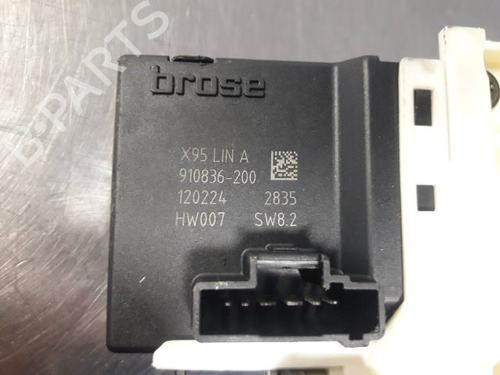 brose
X95 LIN A
910836-200
120224 2835
HW007 SW8.2
B-PARTS